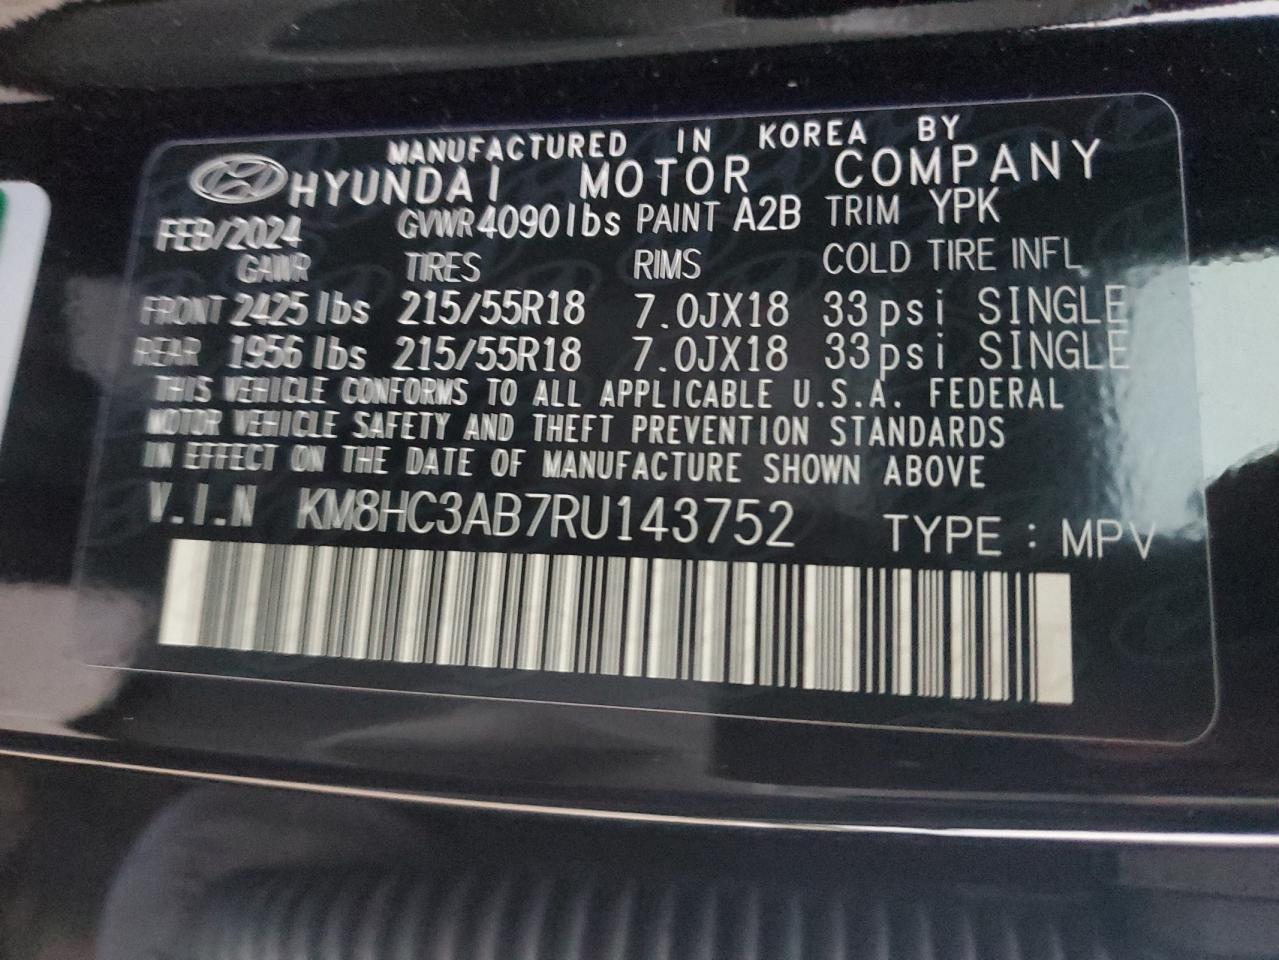 MANUFACTURED IN KOREA BY
HYUNDAI MOTOR COMPANY
FEB/2024 GVWR 4090lbs PAINT A2B TRIM YPK
GAWR TIRES RIMS COLD TIRE INFL
FRONT 2425 lbs 215/55R18 7.0JX18 33psi SINGLE
REAR 1956 lbs 215/55R18 7.0JX18 33psi SINGLE
THIS VEHICLE CONFORMS TO ALL APPLICABLE U.S.A. FEDERAL
MOTOR VEHICLE SAFETY AND THEFT PREVENTION STANDARDS
IN EFFECT ON THE DATE OF MANUFACTURE SHOWN ABOVE
V.I.N KM8HC3AB7RU143752 TYPE : MPV